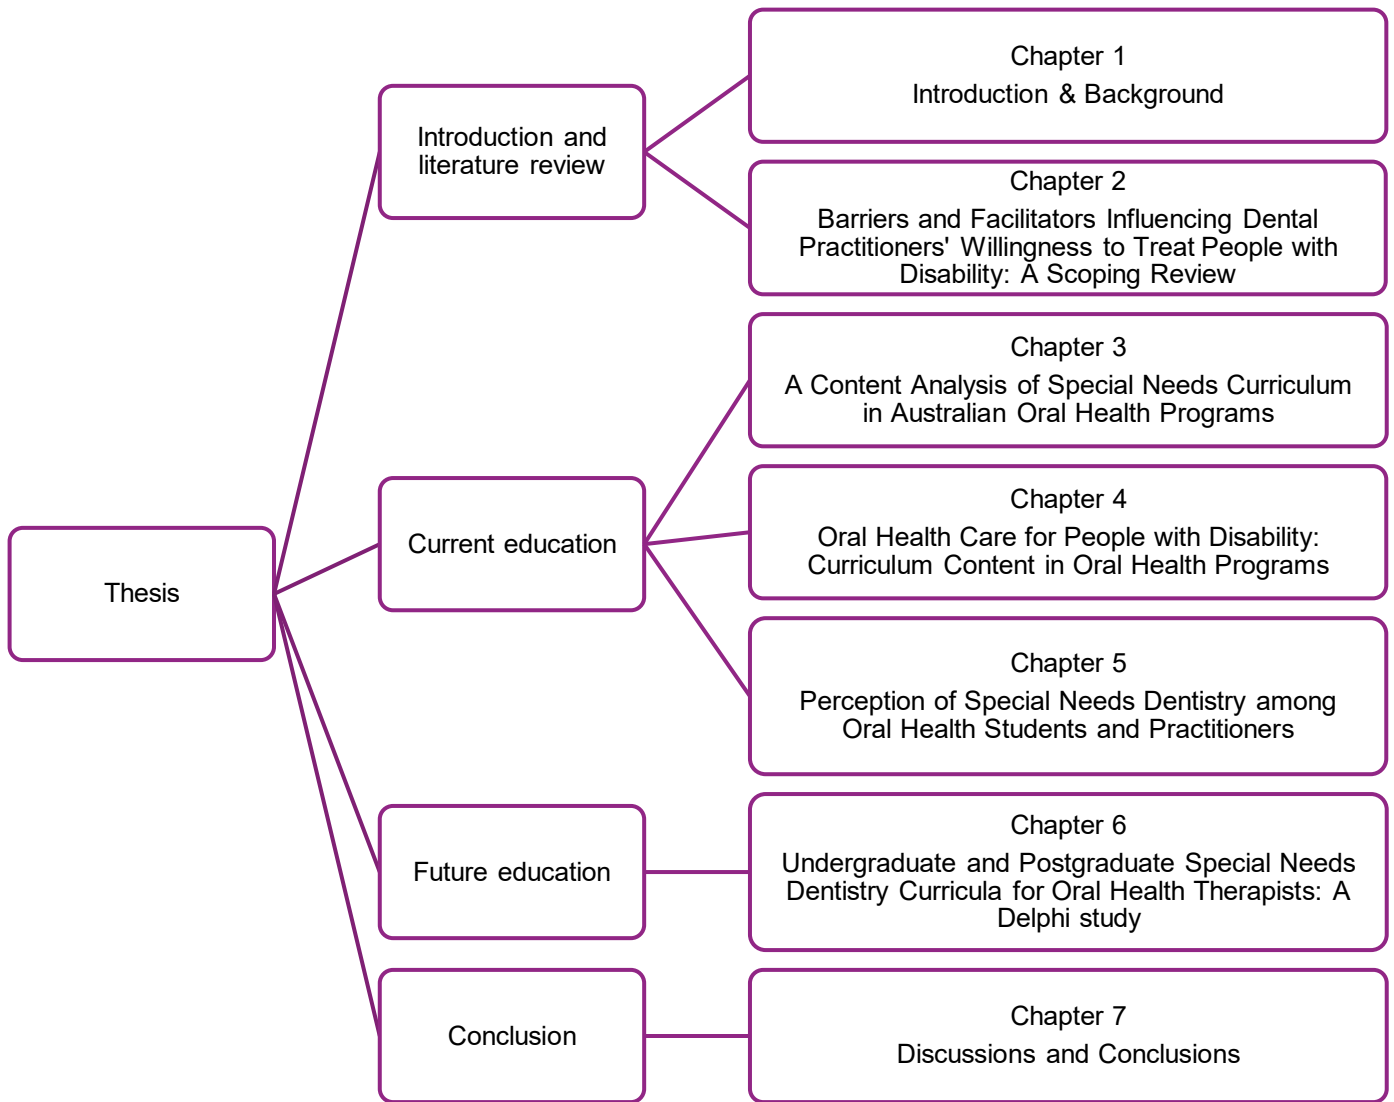 Thesis
Introduction and
literature review
Chapter 1
Introduction & Background
Chapter 2
Barriers and Facilitators Influencing Dental
Practitioners' Willingness to Treat People with
Disability: A Scoping Review
Current education
Chapter 3
A Content Analysis of Special Needs Curriculum
in Australian Oral Health Programs
Chapter 4
Oral Health Care for People with Disability:
Curriculum Content in Oral Health Programs
Chapter 5
Perception of Special Needs Dentistry among
Oral Health Students and Practitioners
Future education
Chapter 6
Undergraduate and Postgraduate Special Needs
Dentistry Curricula for Oral Health Therapists: A
Delphi study
Conclusion
Chapter 7
Discussions and Conclusions